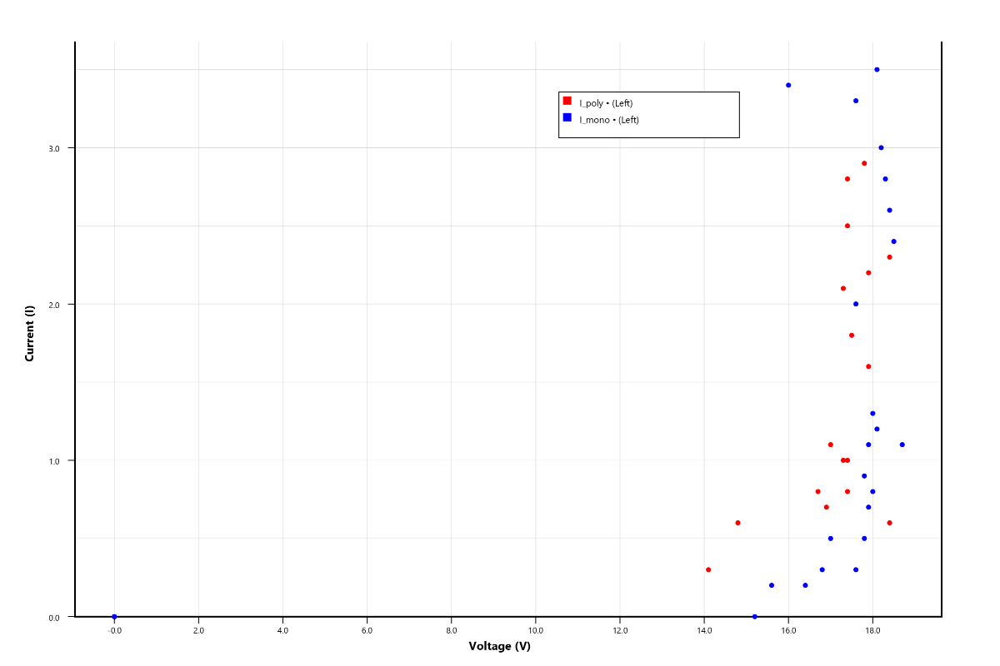 I_poly • (Left)
I_mono • (Left)
3.0
2.0
1.0
0.0
Current (I)
-0.0 2.0 4.0 6.0 8.0 10.0 12.0 14.0 16.0 18.0
Voltage (V)